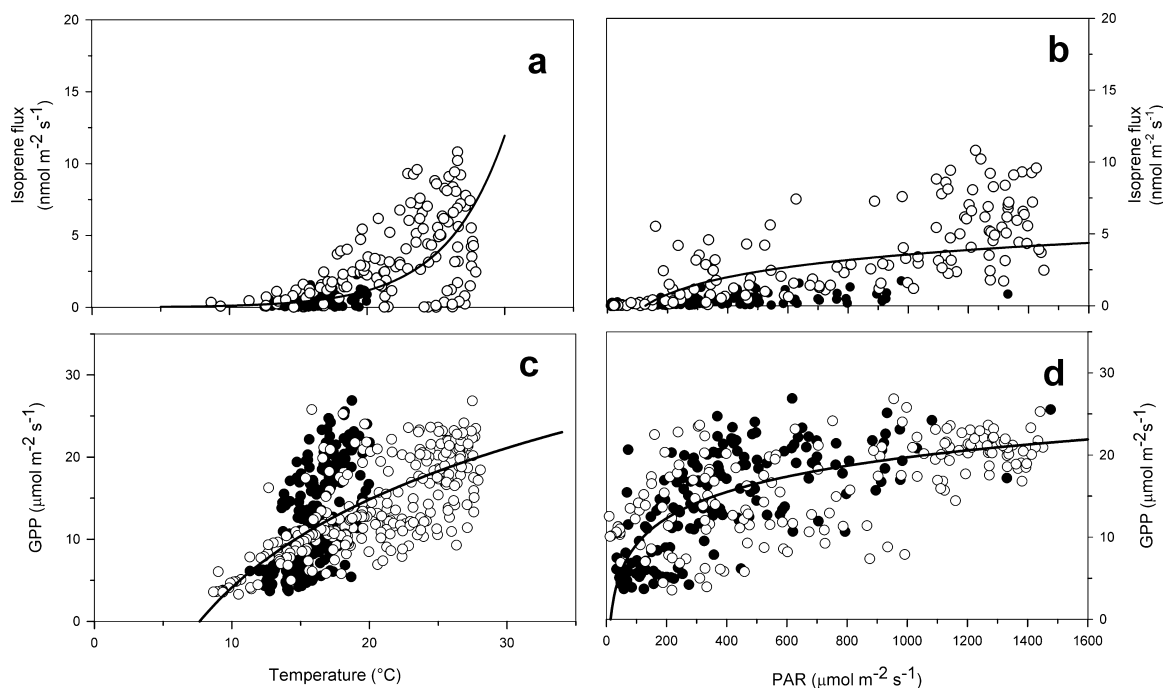 20
15
10
5
0
Isoprene flux
(nmol m-2 s-1)
a
20
15
10
5
0
Isoprene flux
(nmol m-2 s-1)
b
30
20
10
0
GPP (μmol m-2 s-1)
c
0 10 20 30
Temperature (°C)
30
20
10
0
GPP (μmol m-2s-1)
d
0 200 400 600 800 1000 1200 1400 1600
PAR (μmol m-2 s-1)